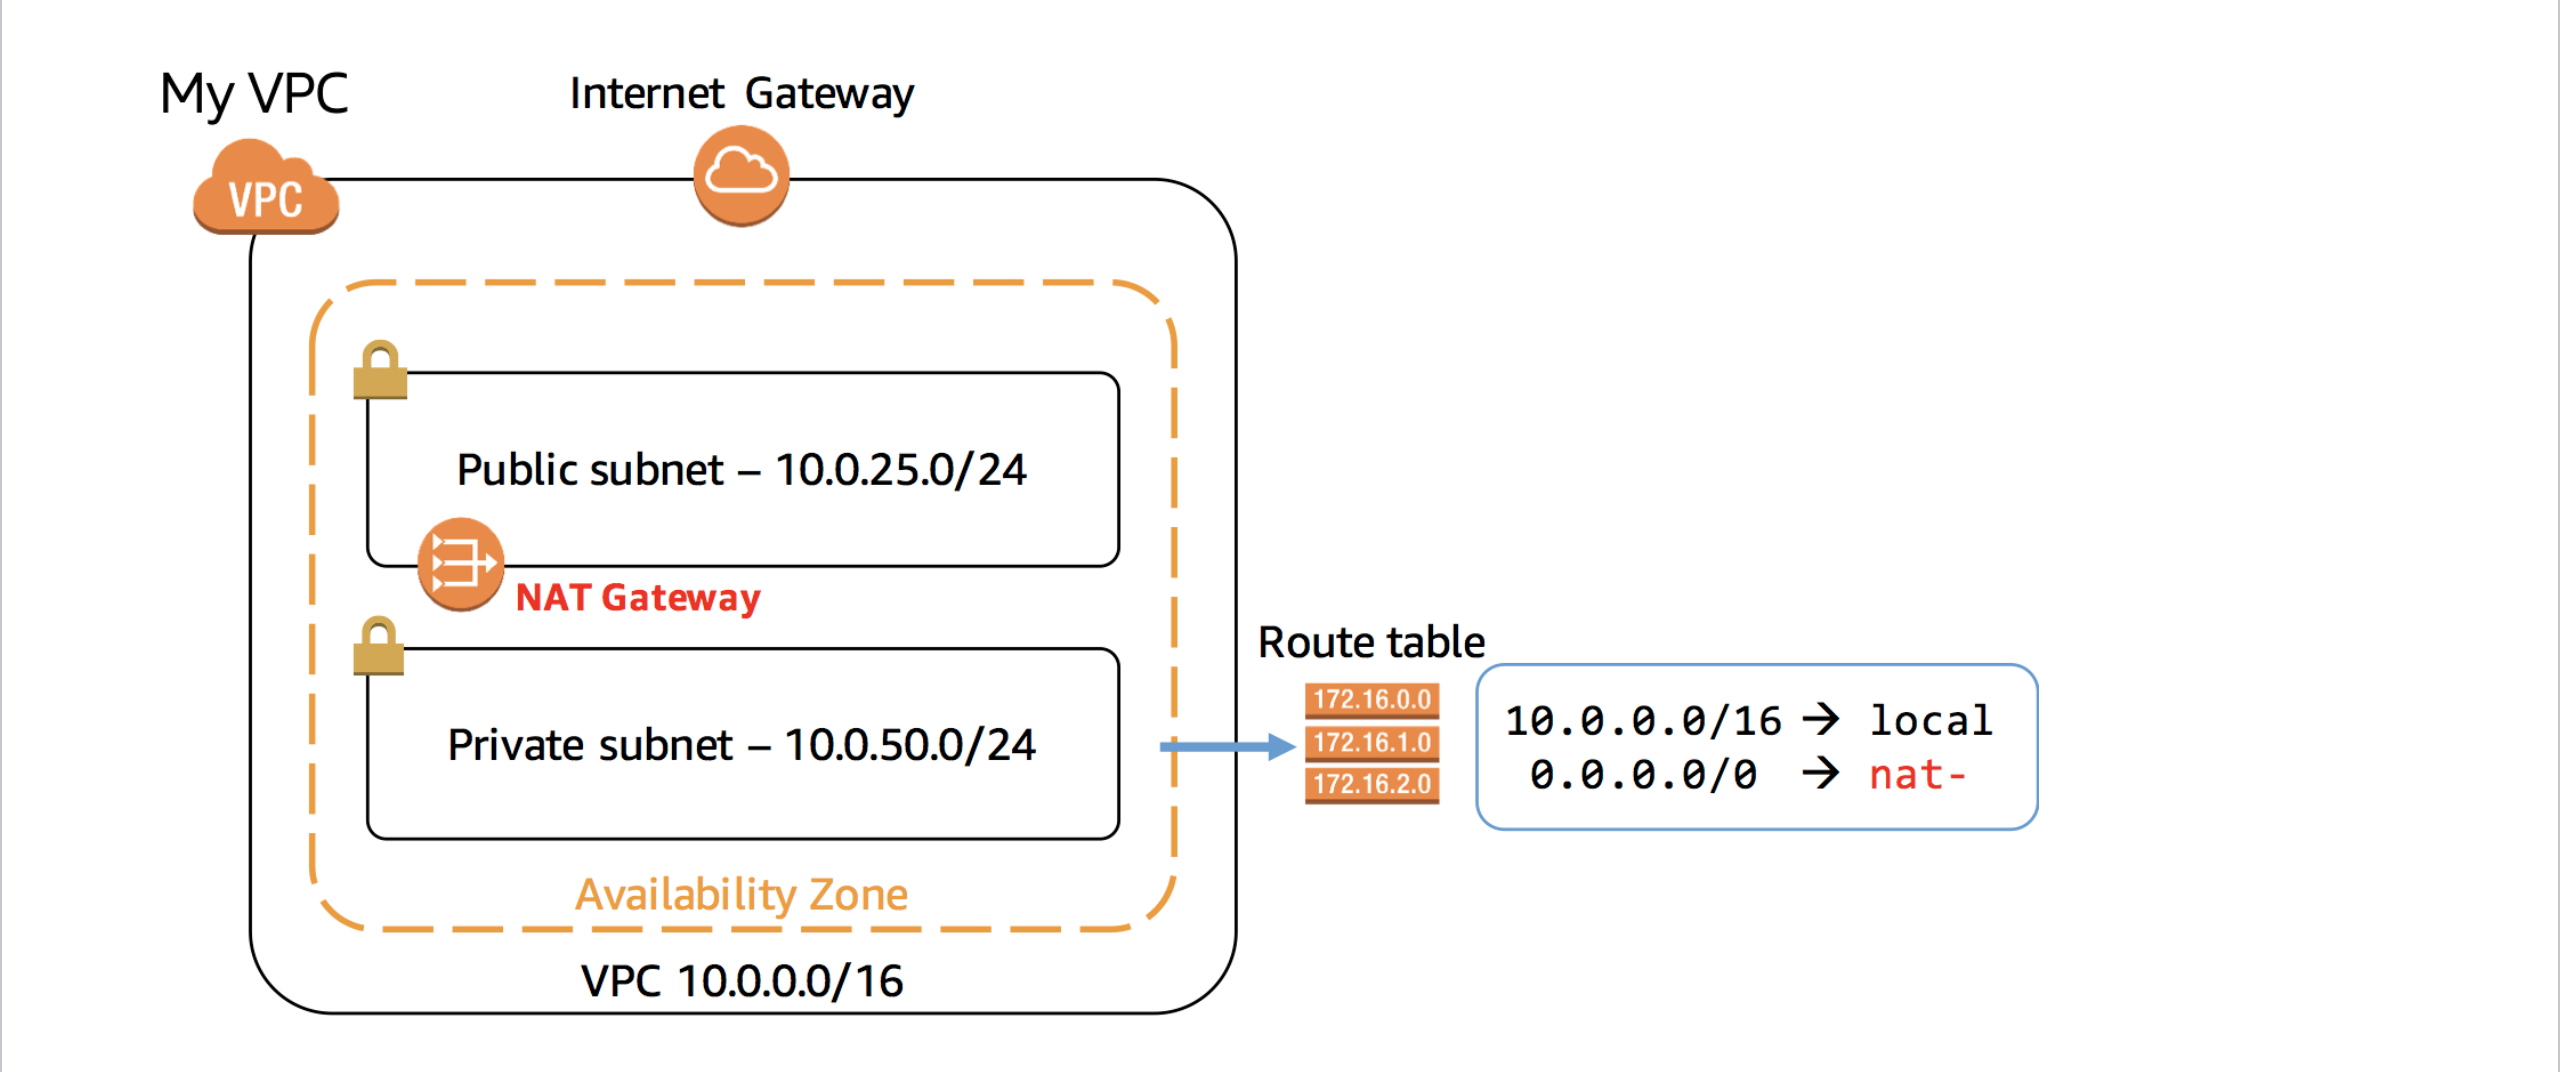 My VPC
Internet Gateway
VPC
Public subnet – 10.0.25.0/24
NAT Gateway
Private subnet – 10.0.50.0/24
Availability Zone
VPC 10.0.0.0/16
Route table
172.16.0.0
172.16.1.0
172.16.2.0
10.0.0.0/16 → local
0.0.0.0/0 → nat-